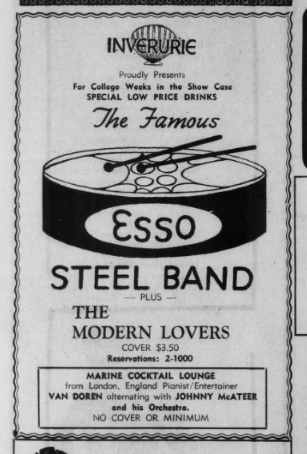 INVERURIE
Proudly Presents
For College Weeks in the Show Case
SPECIAL LOW PRICE DRINKS
The Famous
Esso
STEEL BAND
— PLUS —
THE
MODERN LOVERS
COVER $3.50
Reservations: 2-1000
MARINE COCKTAIL LOUNGE
from London, England Pianist/Entertainer
VAN DOREN alternating with JOHNNY McATEER
and his Orchestra.
NO COVER OR MINIMUM